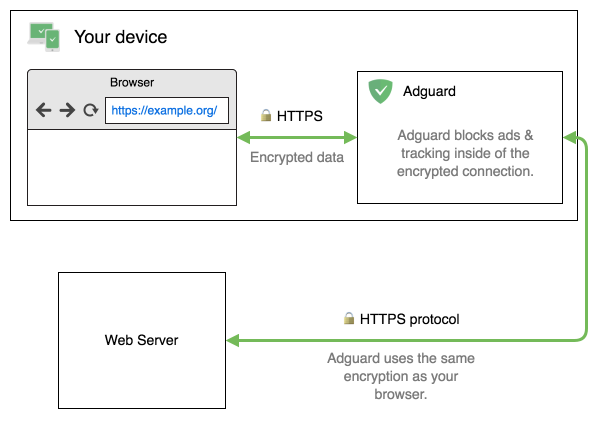 Your device
Browser
https://example.org/
HTTPS
Encrypted data
Adguard
Adguard blocks ads &
tracking inside of the
encrypted connection.
Web Server
HTTPS protocol
Adguard uses the same
encryption as your
browser.